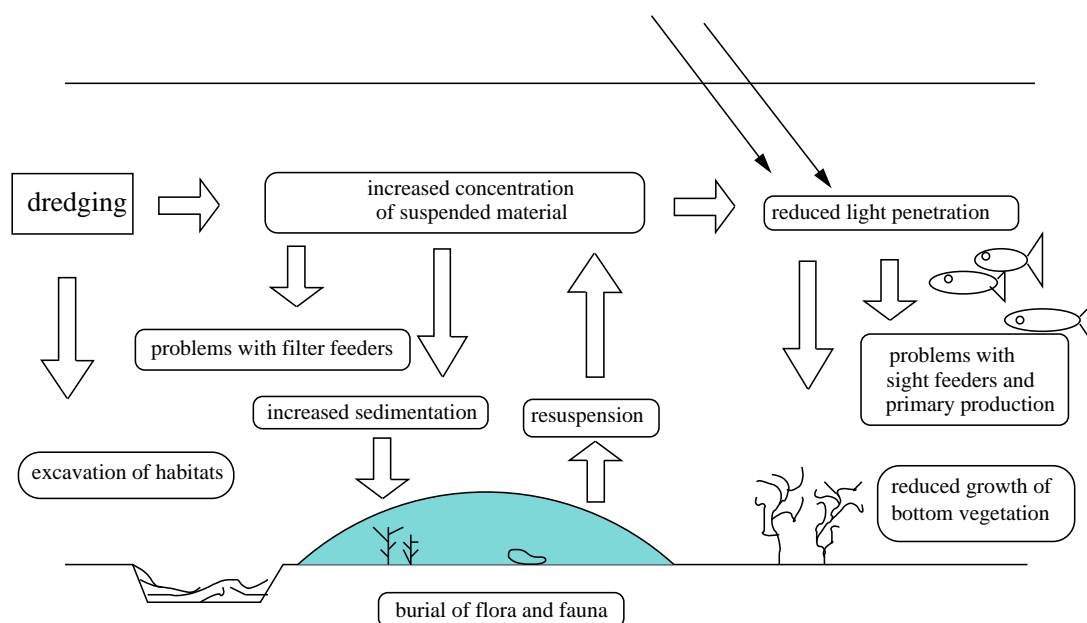 dredging
increased concentration
of suspended material
reduced light penetration
problems with filter feeders
problems with
sight feeders and
primary production
increased sedimentation
resuspension
excavation of habitats
reduced growth of
bottom vegetation
burial of flora and fauna